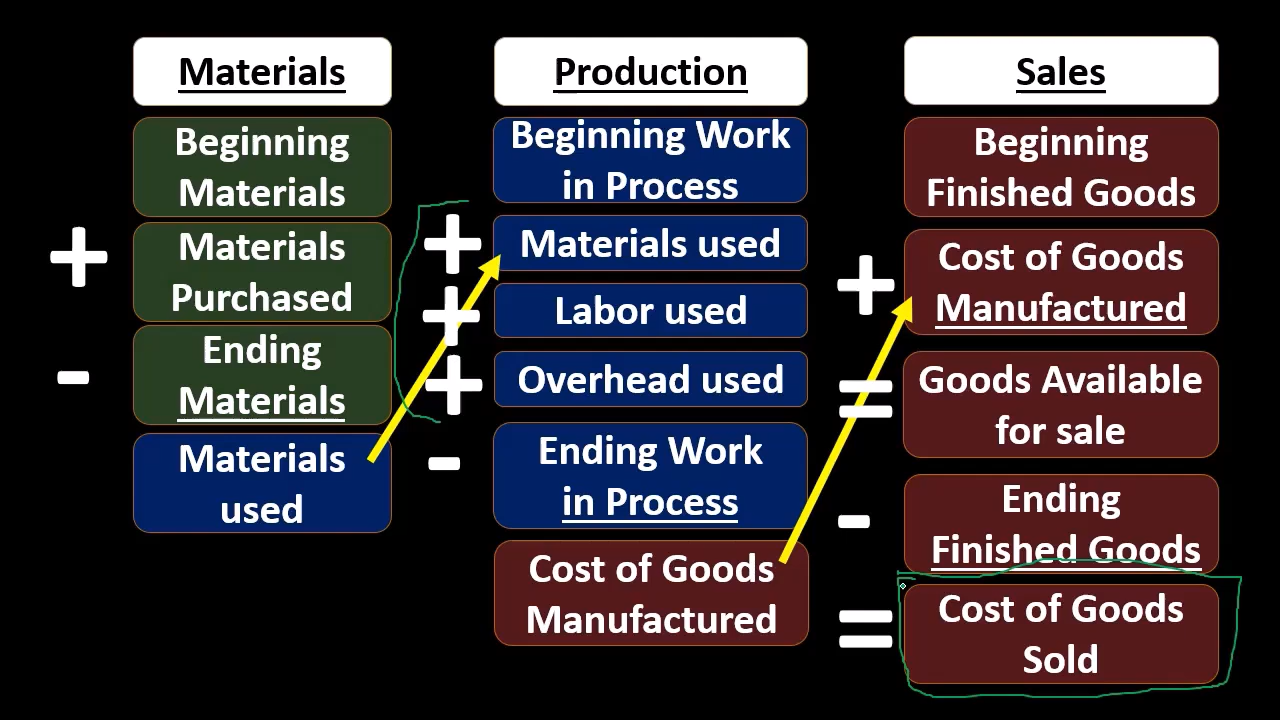 Materials
Beginning
Materials
+
Materials
Purchased
-
Ending
Materials
Materials
used
Production
Beginning Work
in Process
+
Materials used
+
Labor used
+
Overhead used
-
Ending Work
in Process
Cost of Goods
Manufactured
Sales
Beginning
Finished Goods
+
Cost of Goods
Manufactured
=
Goods Available
for sale
-
Ending
Finished Goods
=
Cost of Goods
Sold